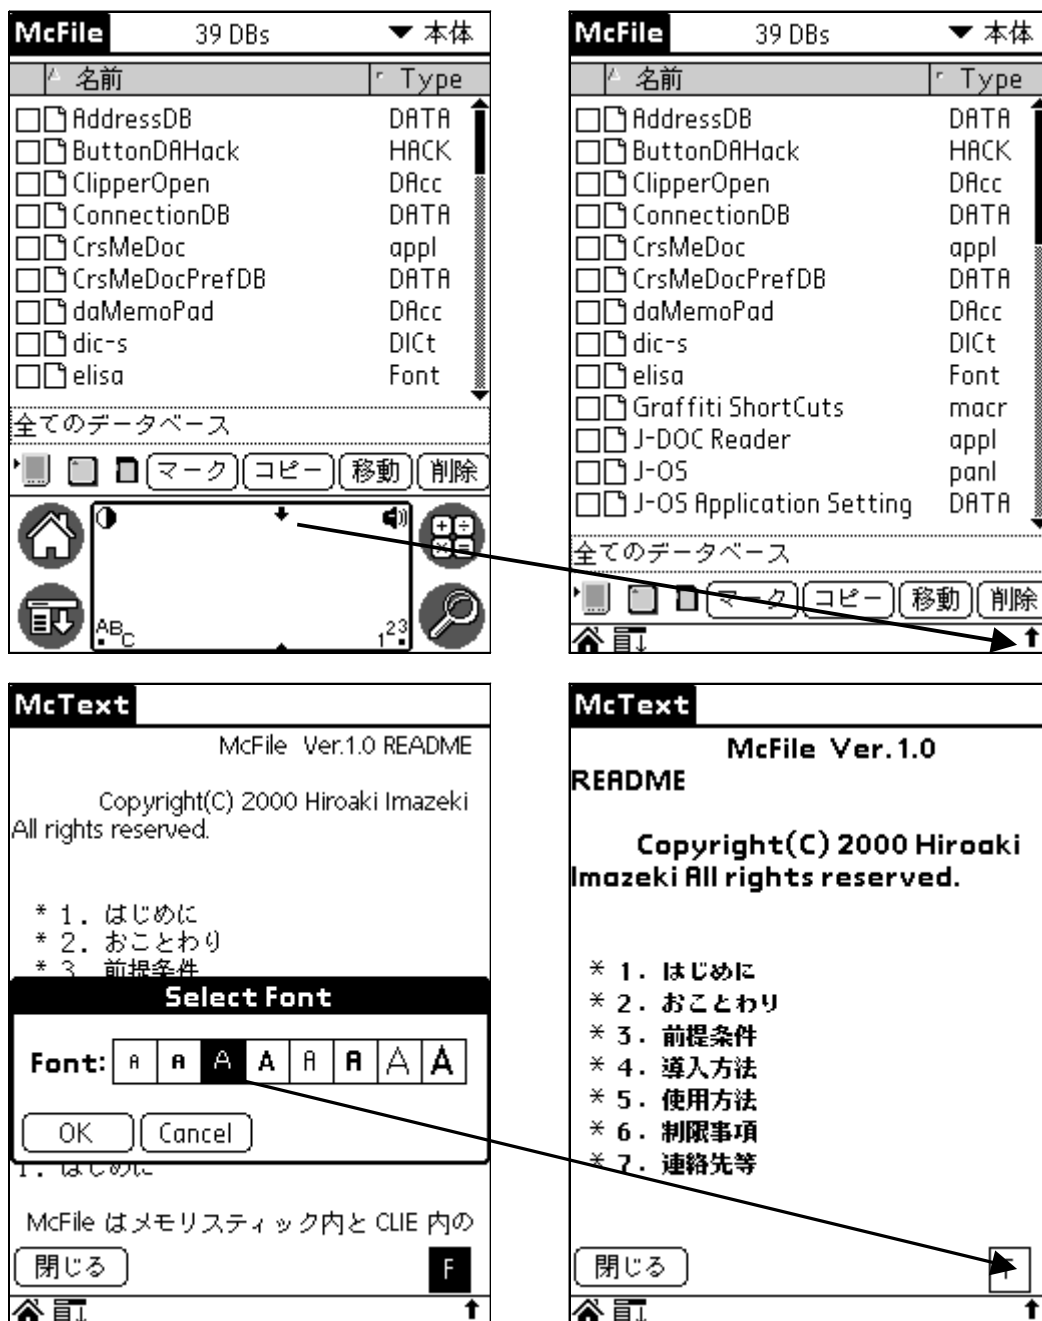 McFile 39 DBs ▼ 本体
名前 Type
AddressDB DATA
ButtonDAHack HACK
ClipperOpen DAcc
ConnectionDB DATA
CrsMeDoc appl
CrsMeDocPrefDB DATA
daMemoPad DAcc
dic-s DICt
elisa Font
全てのデータベース
マーク コピー 移動 削除
ABC 123
McFile 39 DBs ▼ 本体
名前 Type
AddressDB DATA
ButtonDAHack HACK
ClipperOpen DAcc
ConnectionDB DATA
CrsMeDoc appl
CrsMeDocPrefDB DATA
daMemoPad DAcc
dic-s DICt
elisa Font
Graffiti ShortCuts macr
J-DOC Reader appl
J-OS panl
J-OS Application Setting DATA
全てのデータベース
マーク コピー 移動 削除
McText
McFile Ver.1.0 README
Copyright(C) 2000 Hiroaki Imazeki
All rights reserved.
* 1. はじめに
* 2. おことわり
* 3. 前提条件
Select Font
Font: A A A A A A A A
OK Cancel
1. はじめに
McFile はメモリスティック内と CLIE 内の
閉じる F
McText
McFile Ver.1.0
README
Copyright(C) 2000 Hiroaki
Imazeki All rights reserved.
* 1. はじめに
* 2. おことわり
* 3. 前提条件
* 4. 導入方法
* 5. 使用方法
* 6. 制限事項
* 7. 連絡先等
閉じる F